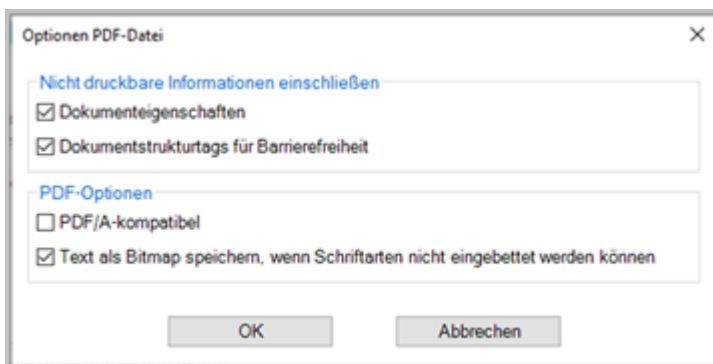 Optionen PDF-Datei
Nicht druckbare Informationen einschließen
Dokumenteigenschaften
Dokumentstrukturtags für Barrierefreiheit
PDF-Optionen
PDF/A-kompatibel
Text als Bitmap speichern, wenn Schriftarten nicht eingebettet werden können
OK Abbrechen